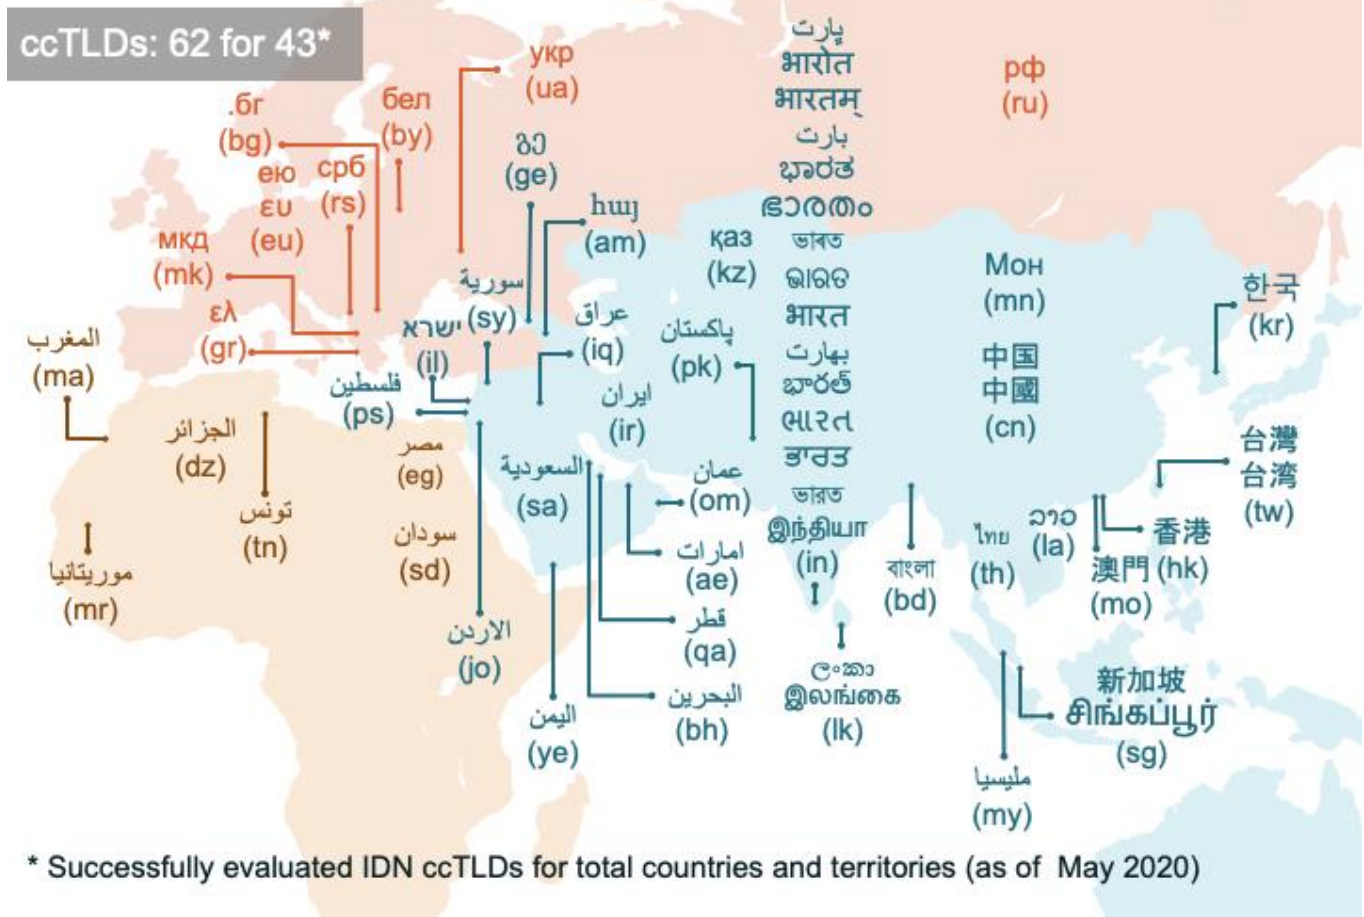 ccTLDs: 62 for 43*
укр
(ua)
.бг
(bg)
бел
(by)
ею
ευ
(eu)
срб
(rs)
мкд
(mk)
ελ
(gr)
рф
(ru)
المغرب
(ma)
الجزائر
(dz)
تونس
(tn)
موريتانيا
(mr)
مصر
(eg)
سودان
(sd)
გე
(ge)
հայ
(am)
سورية
(sy)
ישרא
(il)
فلسطين
(ps)
عراق
(iq)
ایران
(ir)
السعودية
(sa)
عمان
(om)
امارات
(ae)
قطر
(qa)
البحرين
(bh)
الاردن
(jo)
اليمن
(ye)
қаз
(kz)
پاکستان
(pk)
ڀارت
भारोत
भारतम्
بارت
ಭಾರತ
ഭാരതം
ভাৰত
ଭାରତ
भारत
بھارت
భారత్
ભારત
ਭਾਰਤ
ভারত
இந்தியா
(in)
ලංකා
இலங்கை
(lk)
বাংলা
(bd)
Мон
(mn)
中国
中國
(cn)
한국
(kr)
台灣
台湾
(tw)
香港
(hk)
澳門
(mo)
ไทย
(th)
ລາວ
(la)
新加坡
சிங்கப்பூர்
(sg)
مليسيا
(my)
* Successfully evaluated IDN ccTLDs for total countries and territories (as of May 2020)